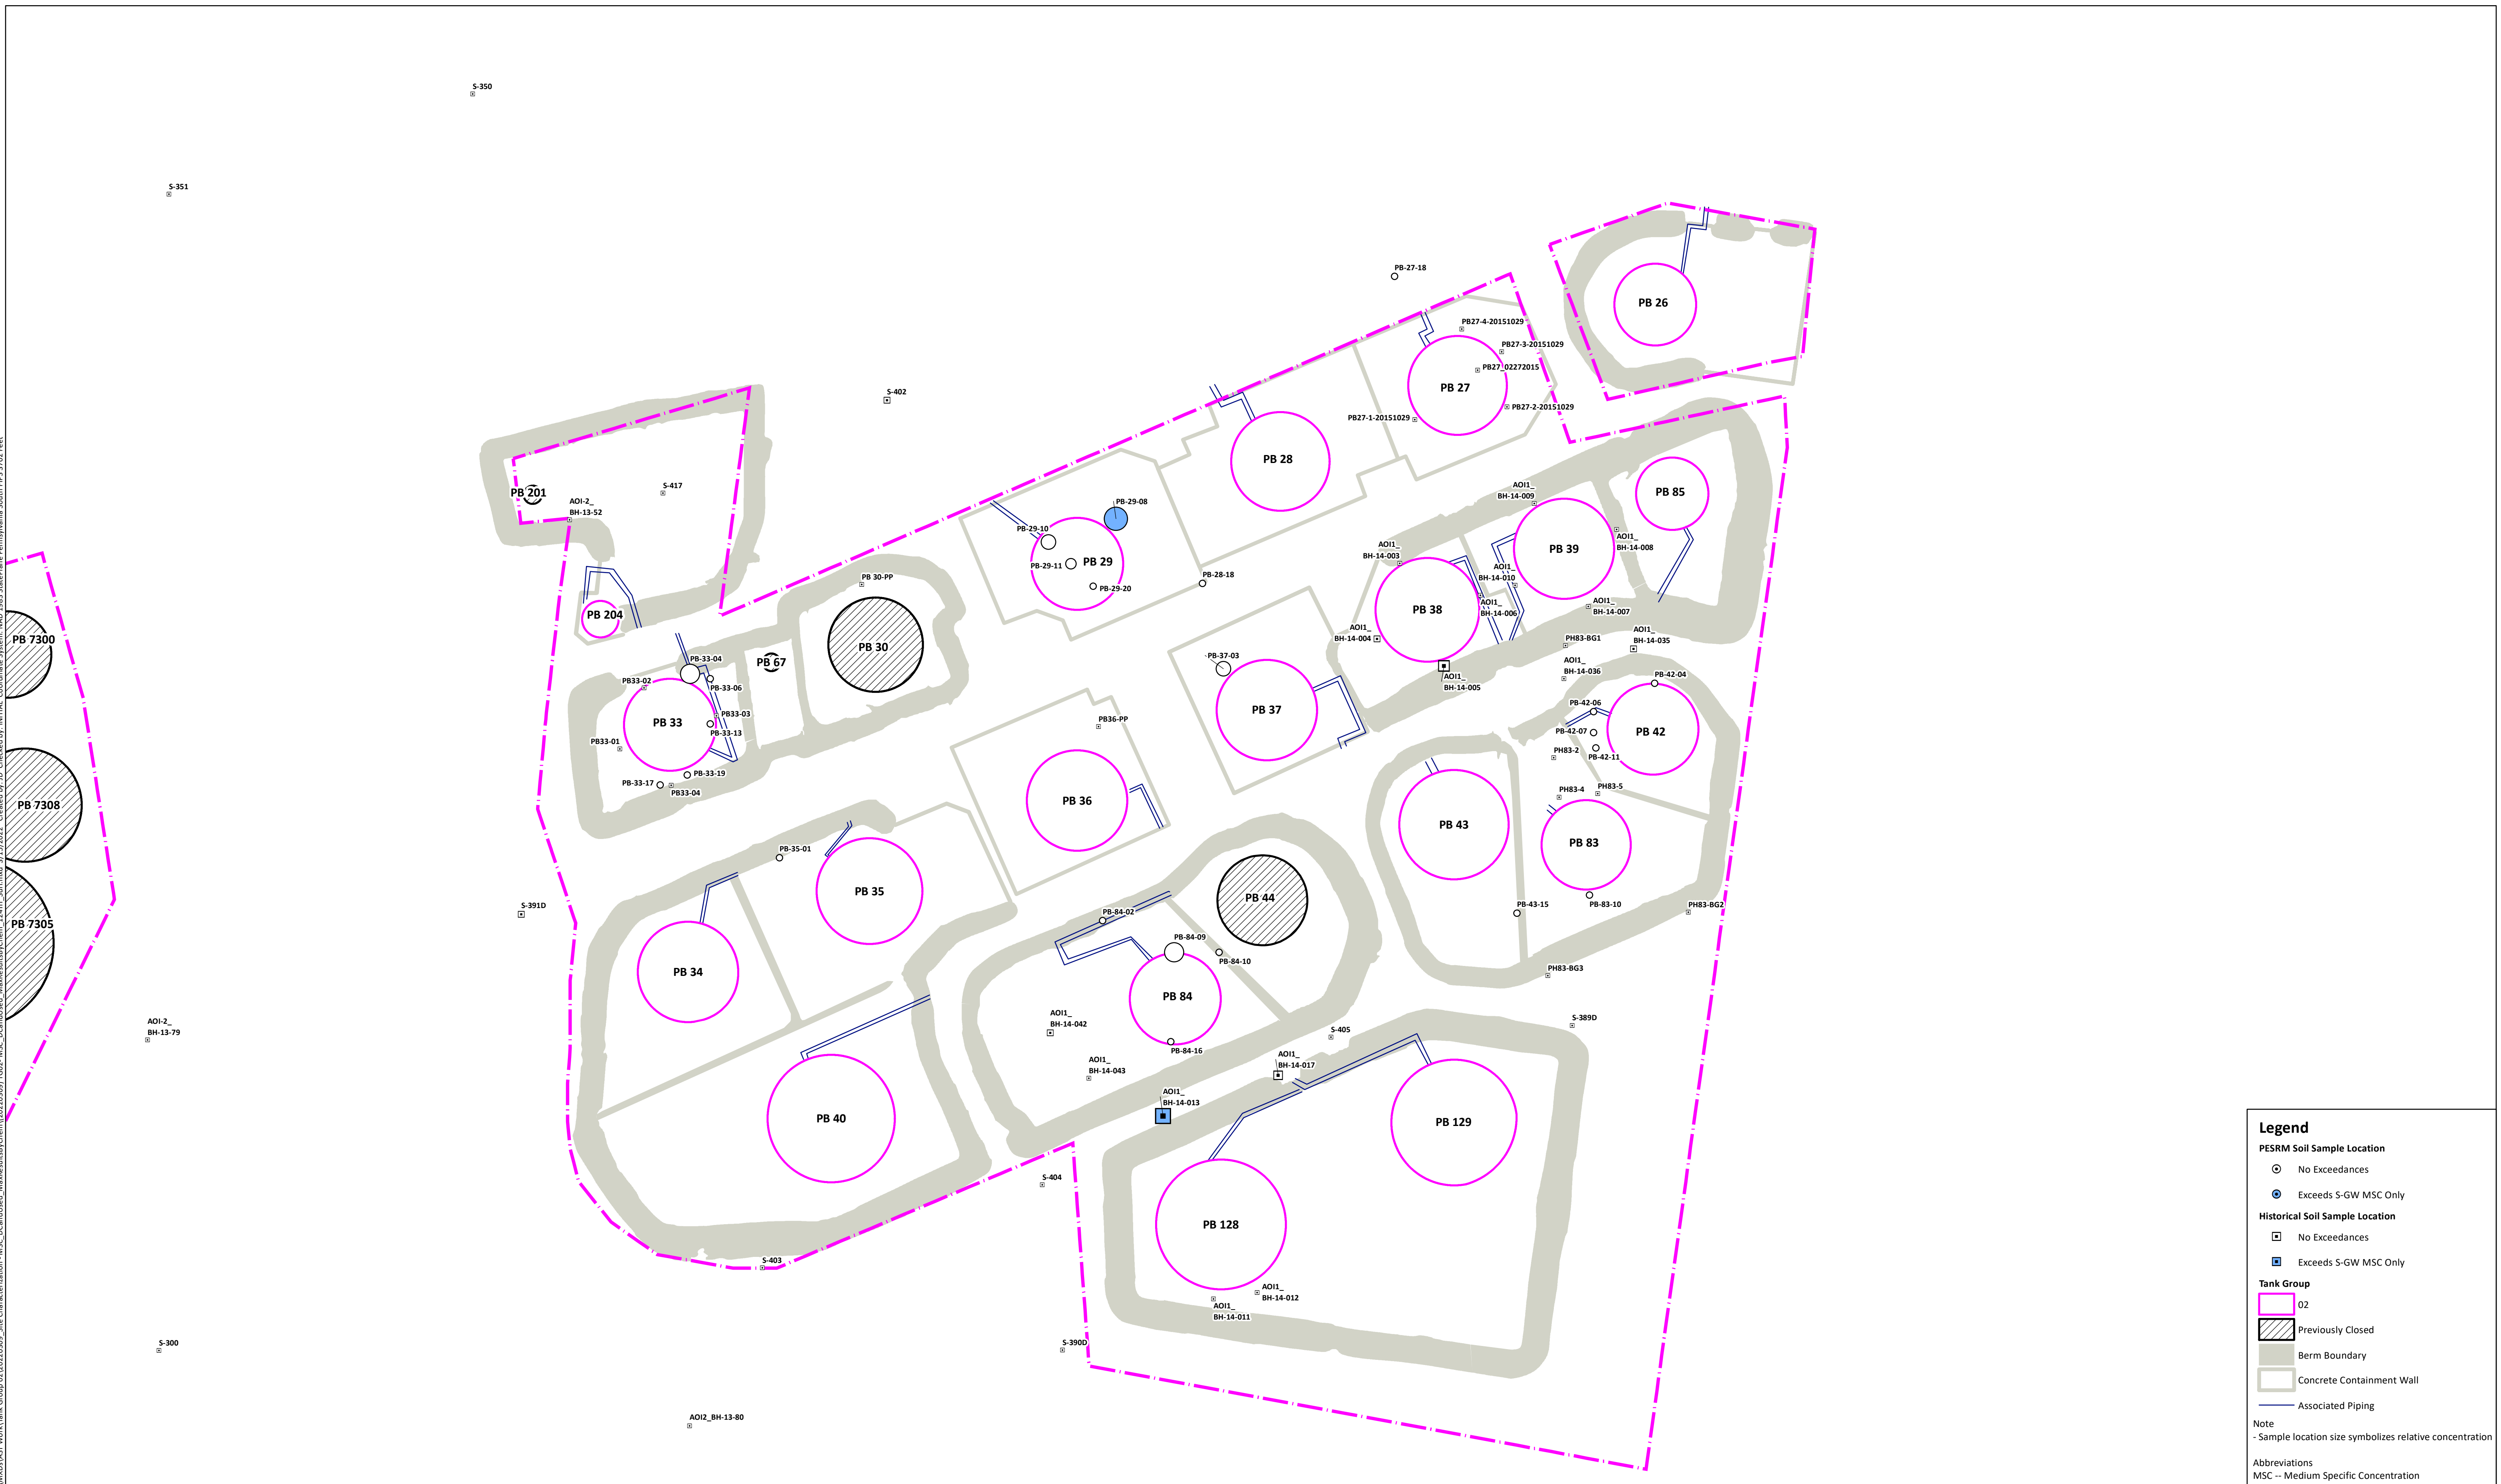 S-350
S-351
PB-27-18
PB 26
PB27-4-20151029
PB27-3-20151029
PB27_02272015
PB 27
PB27-2-20151029
PB27-1-20151029
S-402
PB 28
PB 201
S-417
AOI-2_
BH-13-52
PB-29-08
PB-29-10
PB-29-11
PB 29
PB-29-20
PB-28-18
AOI1_
BH-14-009
PB 85
AOI1_
BH-14-003
PB 39
AOI1_
BH-14-008
AOI1_
BH-14-010
PB 30-PP
PB 204
PB 38
AOI1_
BH-14-006
AOI1_
BH-14-007
AOI1_
BH-14-004
AOI1_
BH-14-035
PH83-BG1
PB 7300
PB 30
PB 67
PB-33-04
PB-37-03
AOI1_
BH-14-036
AOI1_
BH-14-005
PB-42-04
PB33-02
PB-33-06
PB-42-06
PB33-03
PB 33
PB-33-13
PB36-PP
PB 37
PB-42-07
PB 42
PB33-01
PH83-2
PB-42-11
PB-33-19
PB-33-17
PB33-04
PH83-4
PH83-5
PB 7308
PB 36
PB 43
PB 83
PB-35-01
PB 35
PB 44
PB-83-10
S-391D
PB-84-02
PB-43-15
PH83-BG2
PB 7305
PB-84-09
PB-84-10
PB 34
PH83-BG3
PB 84
AOI-2_
BH-13-79
AOI1_
BH-14-042
S-405
S-389D
PB-84-16
AOI1_
BH-14-043
AOI1_
BH-14-017
AOI1_
BH-14-013
PB 40
PB 129
S-404
PB 128
S-403
AOI1_
BH-14-012
AOI1_
BH-14-011
S-300
S-390D
AOI2_BH-13-80
Legend
PESRM Soil Sample Location
No Exceedances
Exceeds S-GW MSC Only
Historical Soil Sample Location
No Exceedances
Exceeds S-GW MSC Only
Tank Group
02
Previously Closed
Berm Boundary
Concrete Containment Wall
Associated Piping
Note
- Sample location size symbolizes relative concentration
Abbreviations
MSC -- Medium Specific Concentration